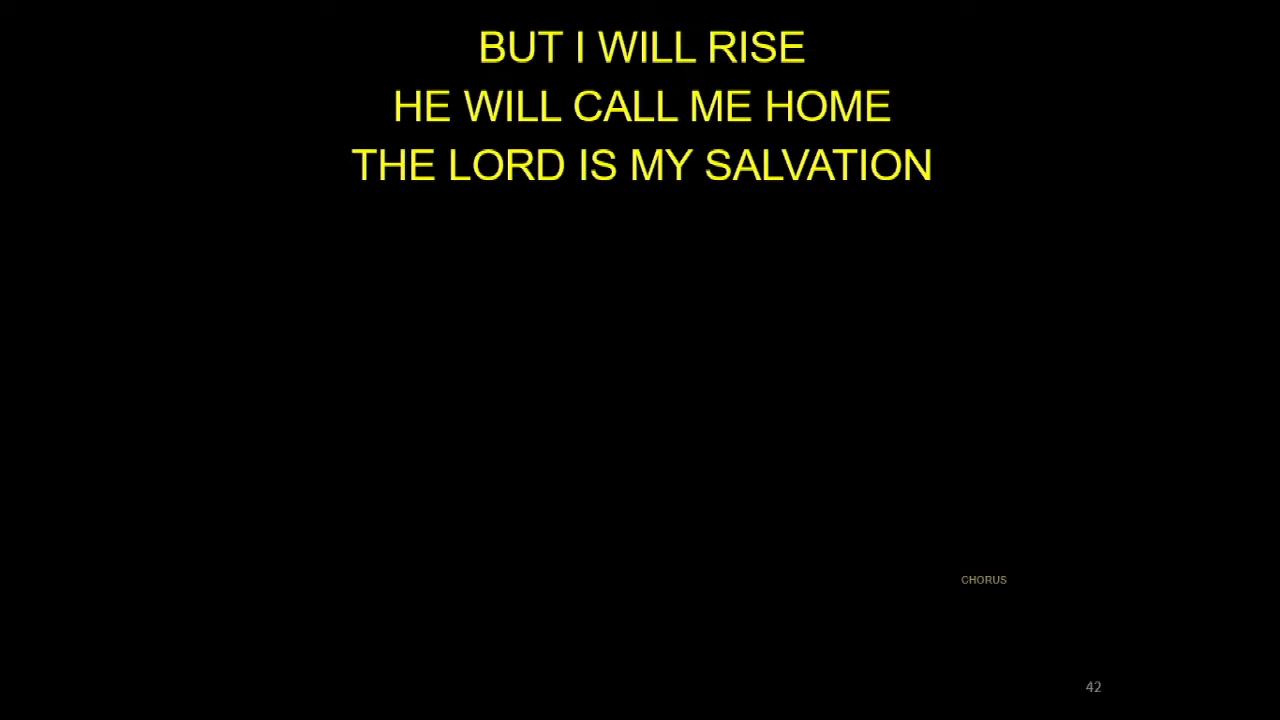 BUT I WILL RISE
HE WILL CALL ME HOME
THE LORD IS MY SALVATION
CHORUS
42